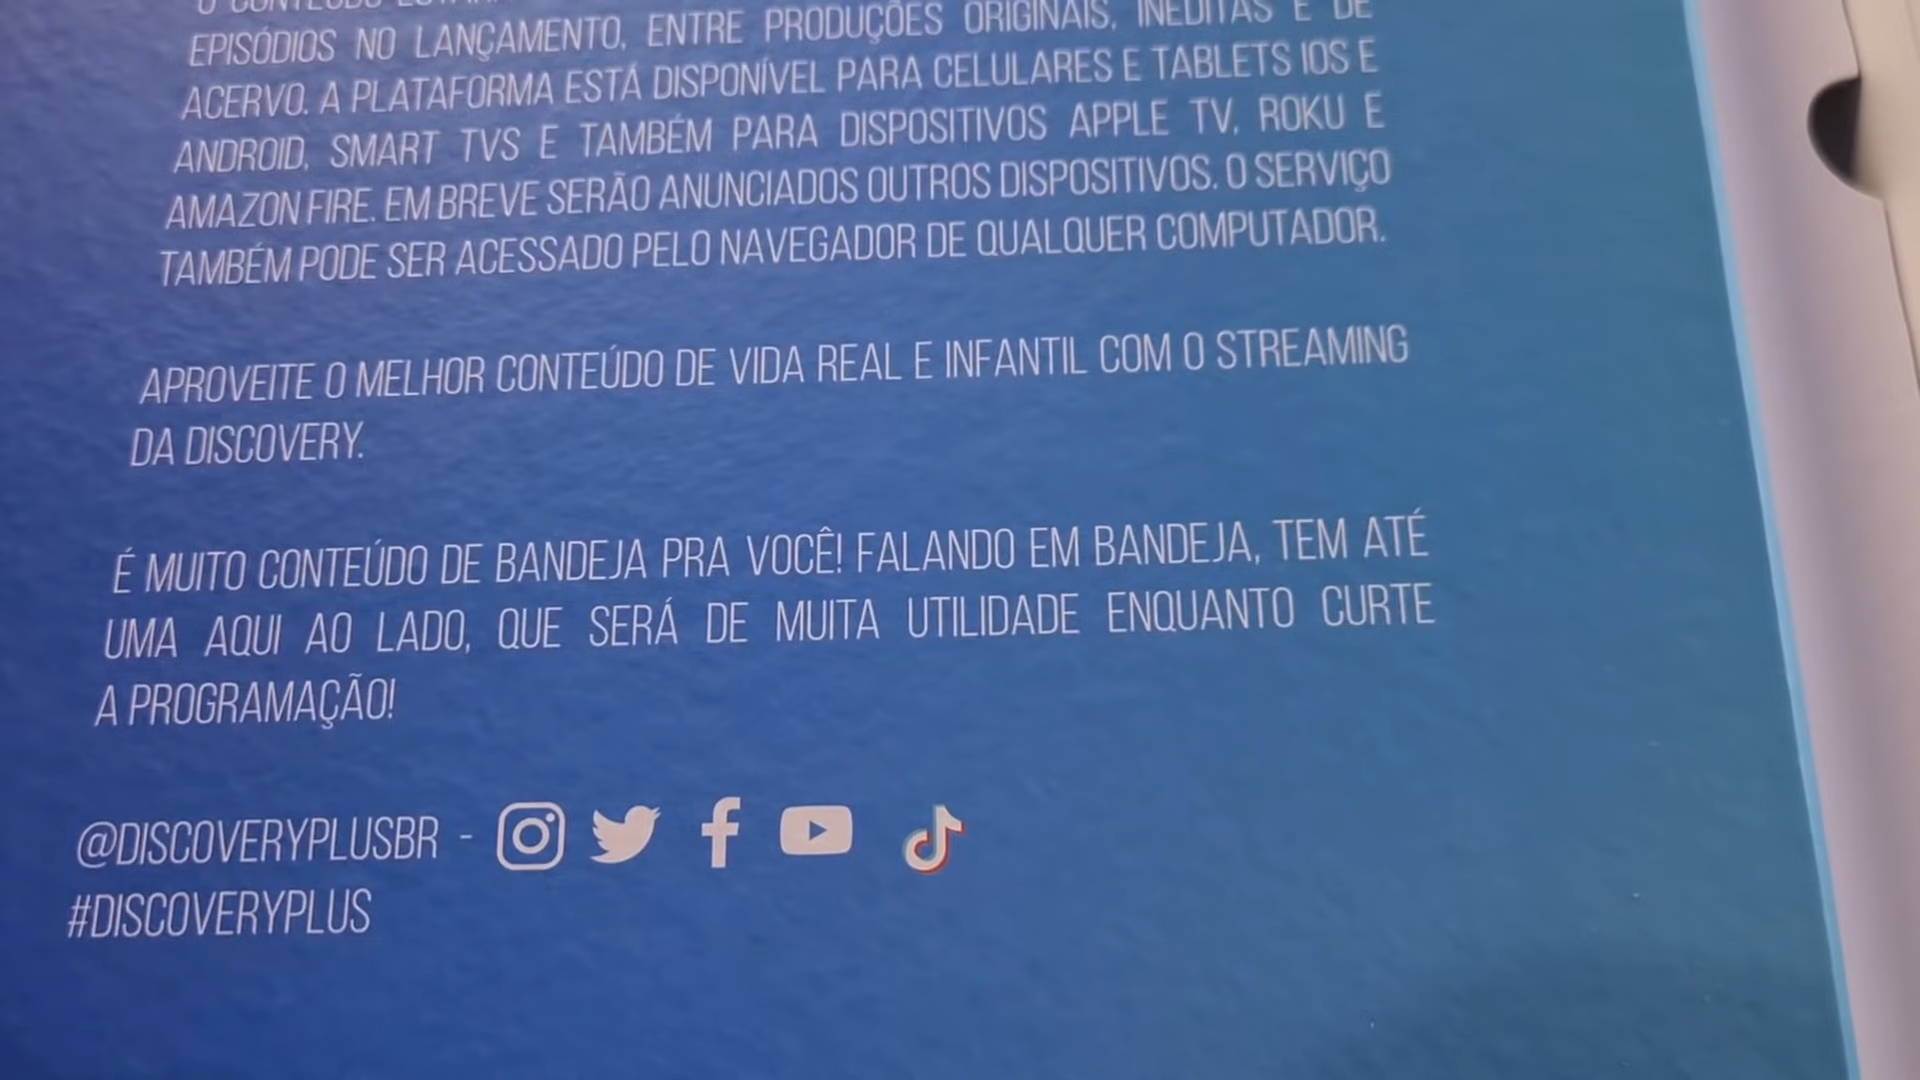 O CONTEÚDO
EPISÓDIOS NO LANÇAMENTO, ENTRE PRODUÇÕES ORIGINAIS, INÉDITAS E DE
ACERVO. A PLATAFORMA ESTÁ DISPONÍVEL PARA CELULARES E TABLETS IOS E
ANDROID, SMART TVS E TAMBÉM PARA DISPOSITIVOS APPLE TV, ROKU E
AMAZON FIRE. EM BREVE SERÃO ANUNCIADOS OUTROS DISPOSITIVOS. O SERVIÇO
TAMBÉM PODE SER ACESSADO PELO NAVEGADOR DE QUALQUER COMPUTADOR.
APROVEITE O MELHOR CONTEÚDO DE VIDA REAL E INFANTIL COM O STREAMING
DA DISCOVERY.
É MUITO CONTEÚDO DE BANDEJA PRA VOCÊ! FALANDO EM BANDEJA, TEM ATÉ
UMA AQUI AO LADO, QUE SERÁ DE MUITA UTILIDADE ENQUANTO CURTE
A PROGRAMAÇÃO!
@DISCOVERYPLUSBR -
#DISCOVERYPLUS